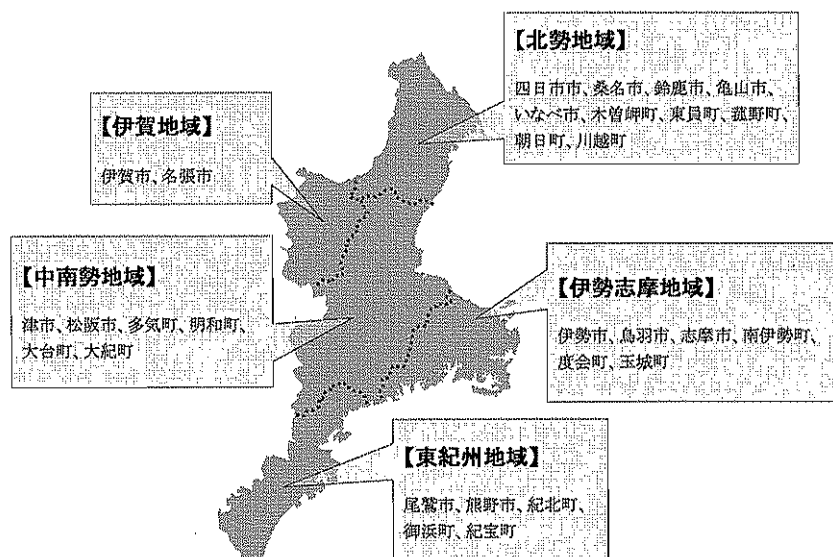 【北勢地域】
四日市市、桑名市、鈴鹿市、亀山市、
いなべ市、木曽岬町、東員町、菰野町、
朝日町、川越町
【伊賀地域】
伊賀市、名張市
【中南勢地域】
津市、松阪市、多気町、明和町、
大台町、大紀町
【伊勢志摩地域】
伊勢市、鳥羽市、志摩市、南伊勢町、
度会町、玉城町
【東紀州地域】
尾鷲市、熊野市、紀北町、
御浜町、紀宝町